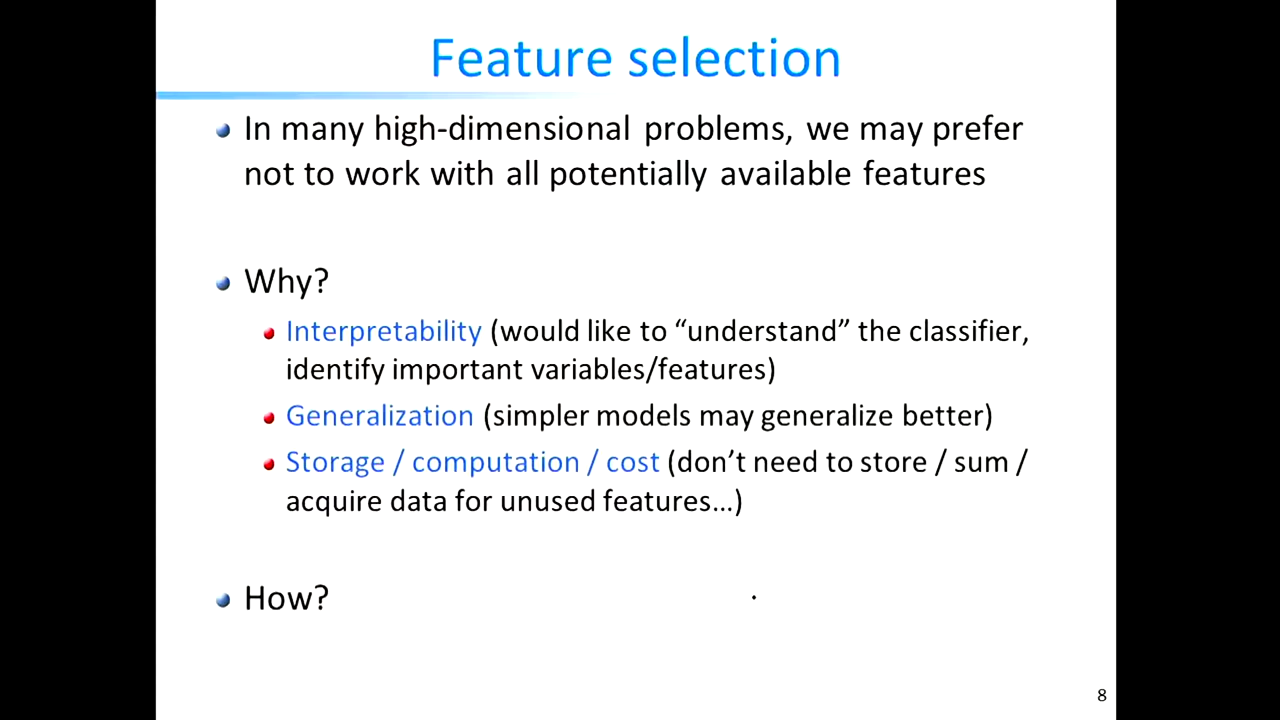 Feature selection
In many high-dimensional problems, we may prefer
not to work with all potentially available features
Why?
Interpretability (would like to “understand” the classifier,
identify important variables/features)
Generalization (simpler models may generalize better)
Storage / computation / cost (don’t need to store / sum /
acquire data for unused features…)
How?
8